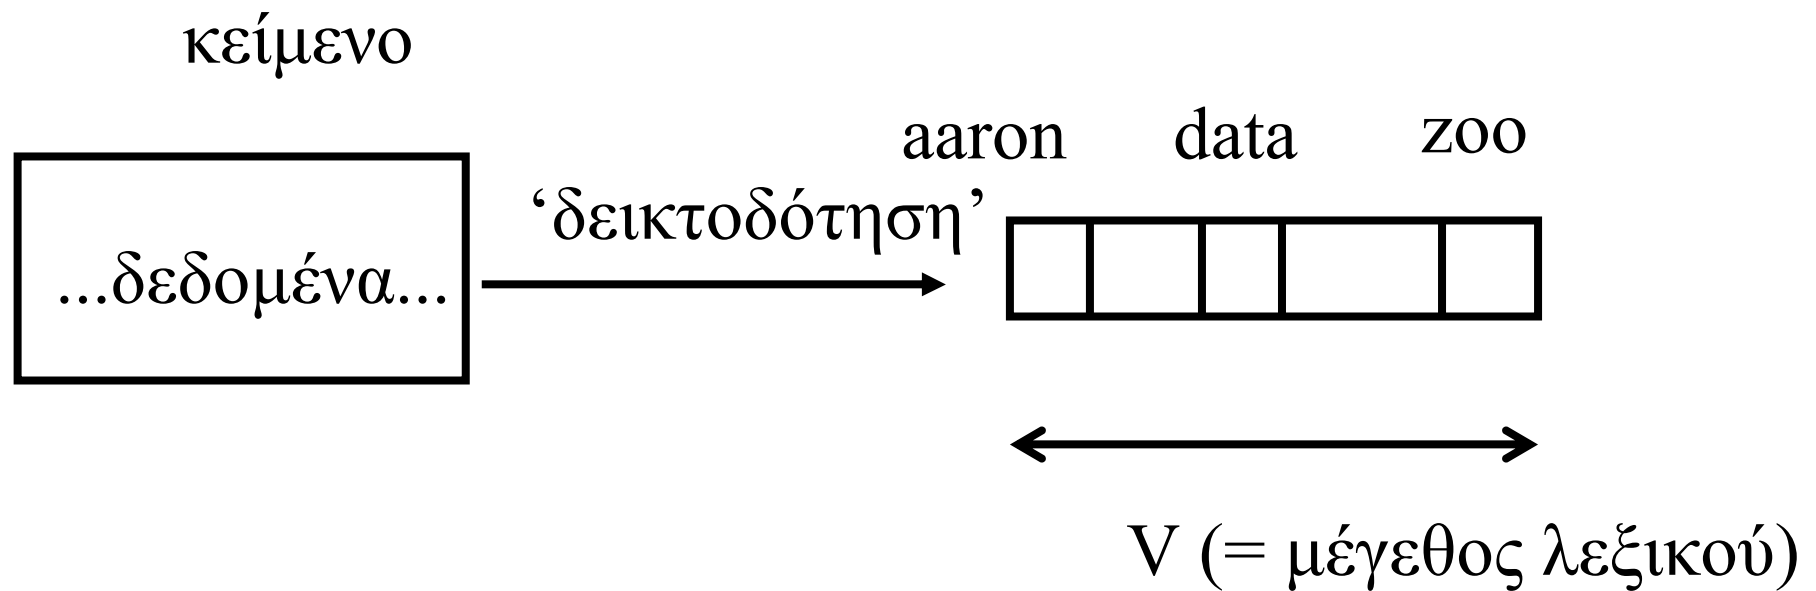 κείμενο
...δεδομένα...
‘δεικτοδότηση’
aaron data zoo
V (= μέγεθος λεξικού)